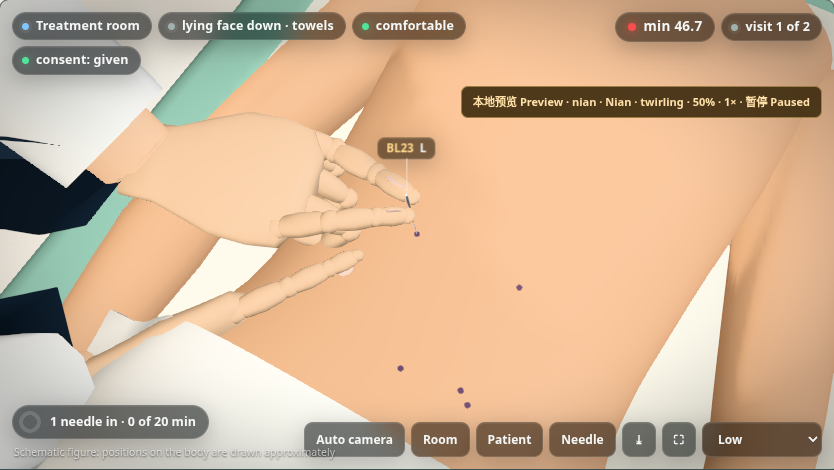 Treatment room
lying face down · towels
comfortable
min 46.7
visit 1 of 2
consent: given
本地预览 Preview · nian · Nian · twirling · 50% · 1× · 暂停 Paused
BL23 L
1 needle in · 0 of 20 min
Auto camera
Room
Patient
Needle
Low
Schematic figure: positions on the body are drawn approximately